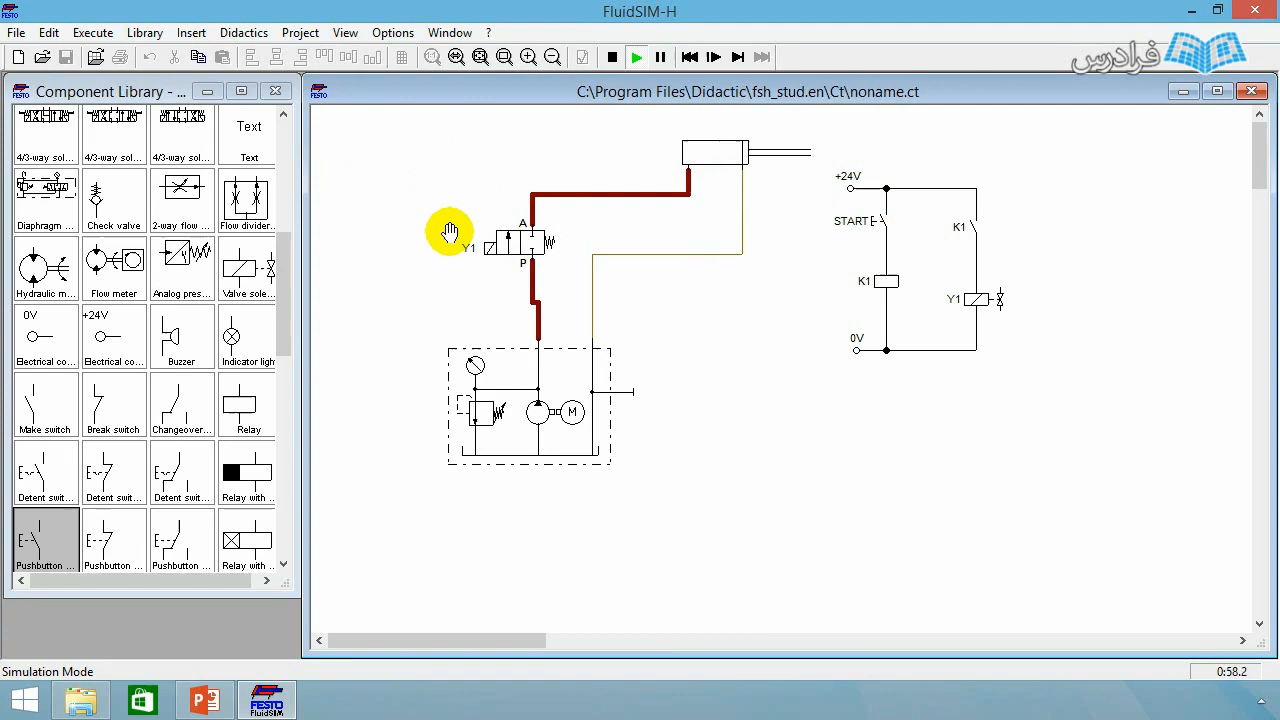 FluidSIM-H
FESTO
فرادرس
File Edit Execute Library Insert Didactics Project View Options Window ?
Component Library - ...
C:\Program Files\Didactic\fsh_stud.en\Ct\noname.ct
Text
4/3-way sol... 4/3-way sol... 4/3-way sol... Text
Diaphragm ... Check valve 2-way flow ... Flow divider...
Hydraulic m... Flow meter Analog pres... Valve sole...
0V +24V
Electrical co... Electrical co... Buzzer Indicator light
Make switch Break switch Changeover... Relay
Detent swit... Detent swit... Detent swit... Relay with ...
Pushbutton ... Pushbutton ... Pushbutton ... Relay with ...
A
Y1
P
M
+24V
START
K1
K1
Y1
0V
Simulation Mode
0:58.2
FESTO
FluidSIM